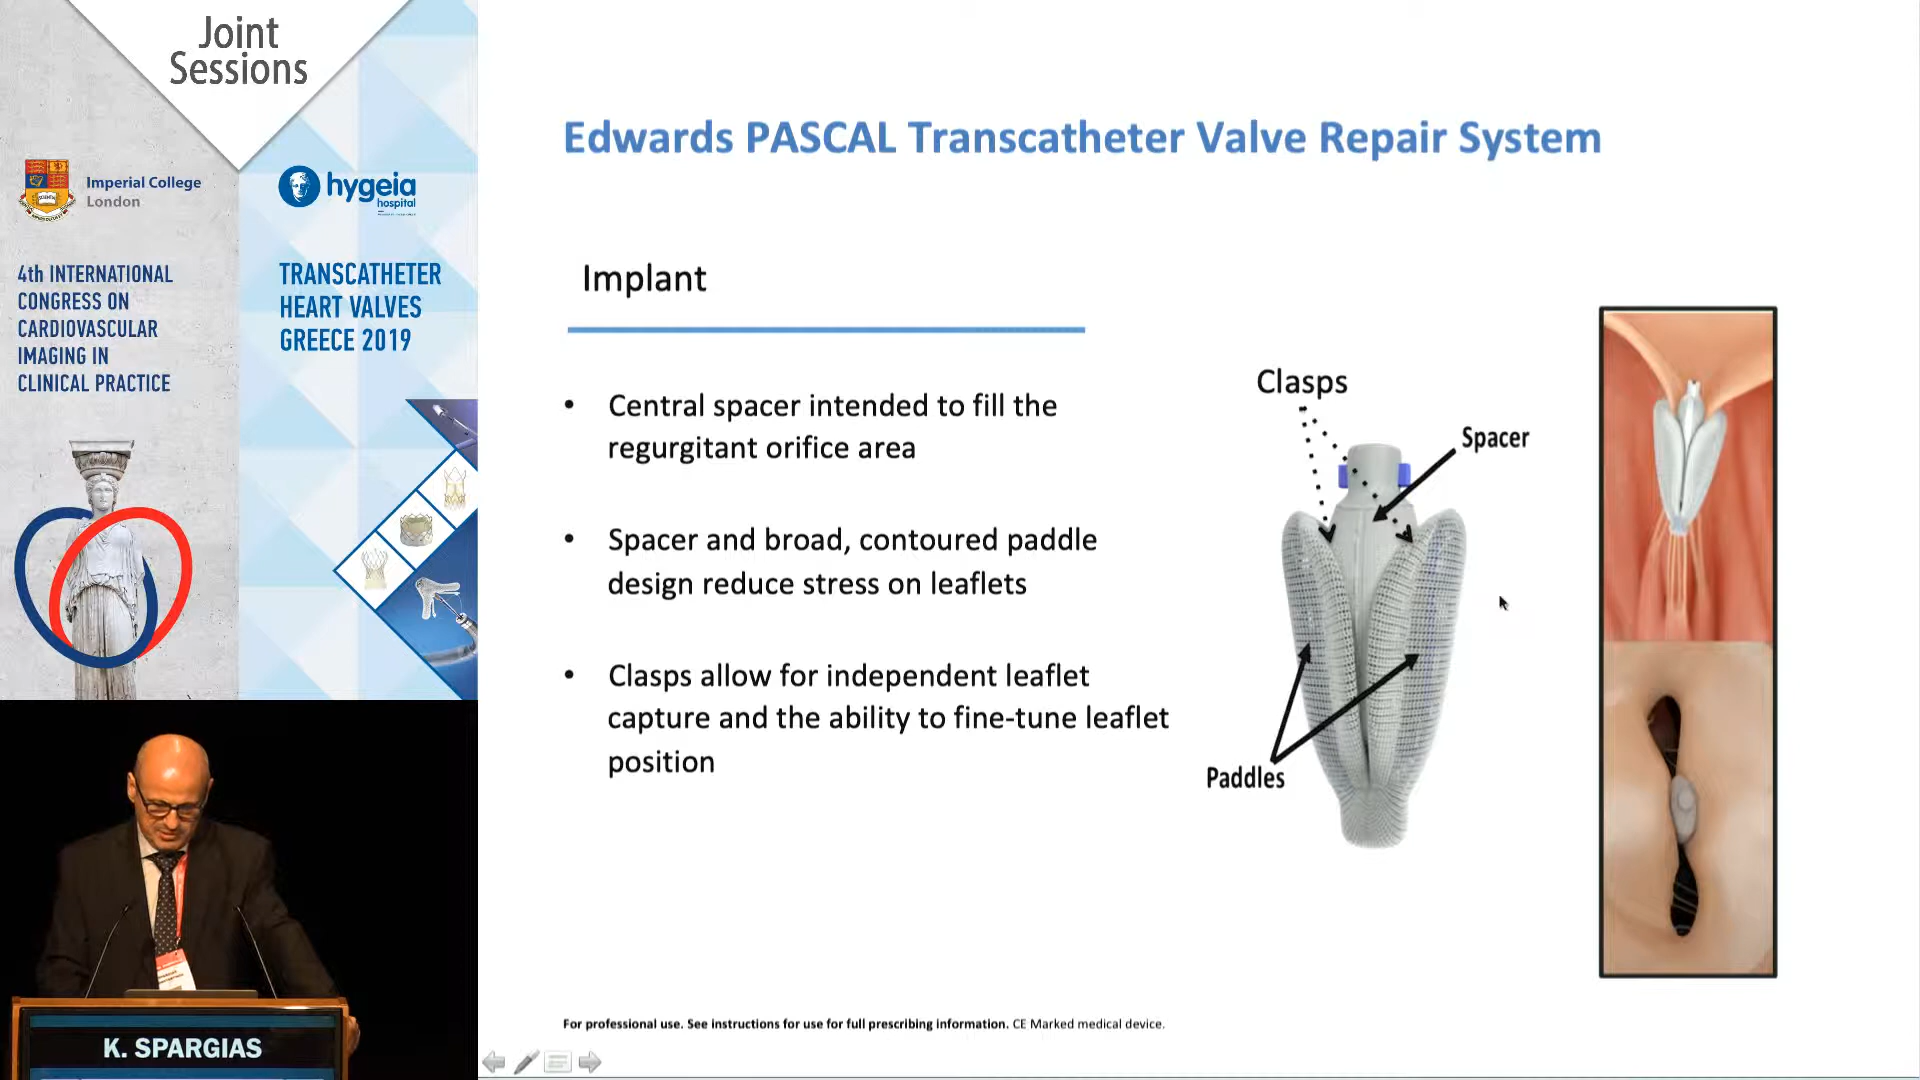 Joint
Sessions
Imperial College
London
hygeia
hospital
4th INTERNATIONAL
CONGRESS ON
CARDIOVASCULAR
IMAGING IN
CLINICAL PRACTICE
TRANSCATHETER
HEART VALVES
GREECE 2019
K. SPARGIAS
Edwards PASCAL Transcatheter Valve Repair System
Implant
• Central spacer intended to fill the
regurgitant orifice area
• Spacer and broad, contoured paddle
design reduce stress on leaflets
• Clasps allow for independent leaflet
capture and the ability to fine-tune leaflet
position
Clasps
Spacer
Paddles
For professional use. See instructions for use for full prescribing information. CE Marked medical device.